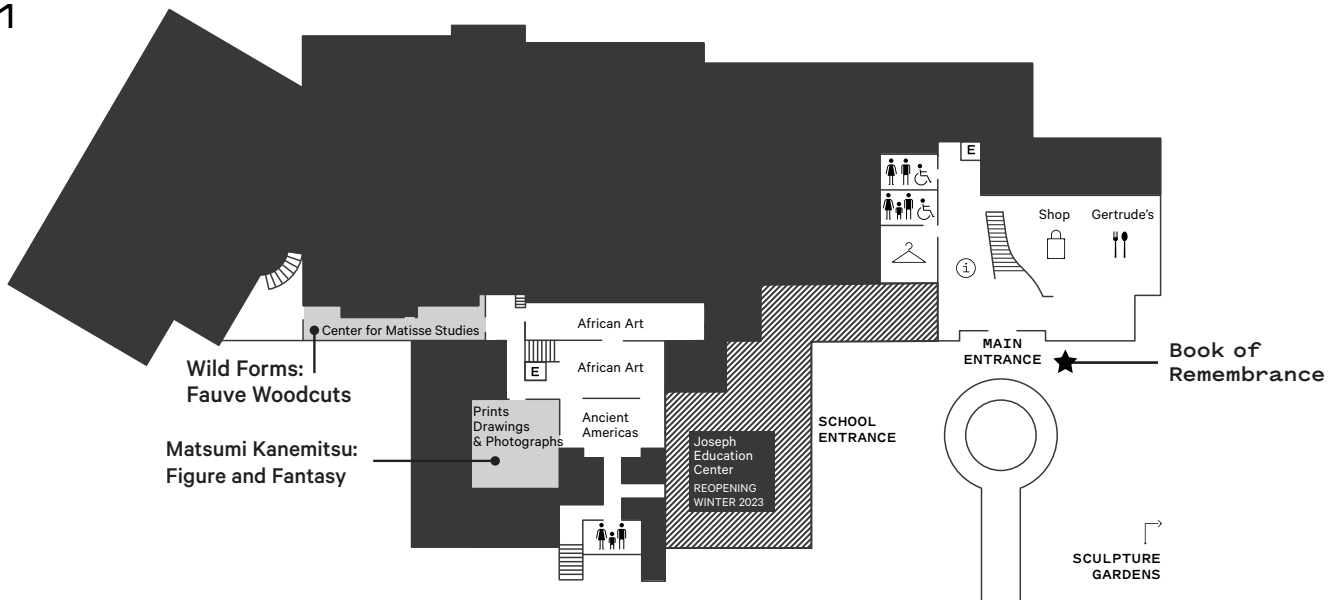 1
E
Shop
Gertrude's
i
African Art
Center for Matisse Studies
MAIN
ENTRANCE
Book of
Remembrance
Wild Forms:
Fauve Woodcuts
African Art
E
Prints
Drawings
& Photographs
Ancient
Americas
SCHOOL
ENTRANCE
Matsumi Kanemitsu:
Figure and Fantasy
Joseph
Education
Center
REOPENING
WINTER 2023
SCULPTURE
GARDENS